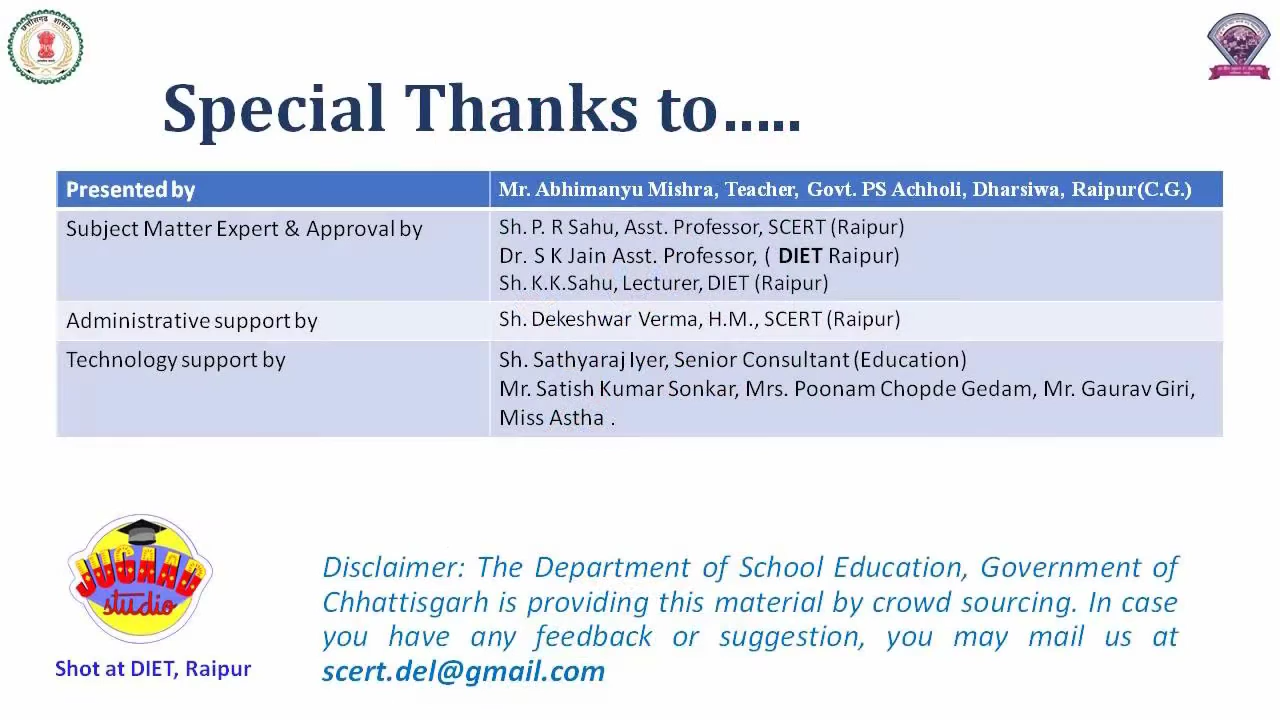 छत्तीसगढ़ शासन
Special Thanks to.....
Presented by
Mr. Abhimanyu Mishra, Teacher, Govt. PS Achholi, Dharsiwa, Raipur(C.G.)
Subject Matter Expert & Approval by
Sh. P. R Sahu, Asst. Professor, SCERT (Raipur)
Dr. S K Jain Asst. Professor, ( DIET Raipur)
Sh. K.K.Sahu, Lecturer, DIET (Raipur)
Administrative support by
Sh. Dekeshwar Verma, H.M., SCERT (Raipur)
Technology support by
Sh. Sathyaraj Iyer, Senior Consultant (Education)
Mr. Satish Kumar Sonkar, Mrs. Poonam Chopde Gedam, Mr. Gaurav Giri,
Miss Astha .
JUGAAD
studio
Shot at DIET, Raipur
Disclaimer: The Department of School Education, Government of
Chhattisgarh is providing this material by crowd sourcing. In case
you have any feedback or suggestion, you may mail us at
scert.del@gmail.com